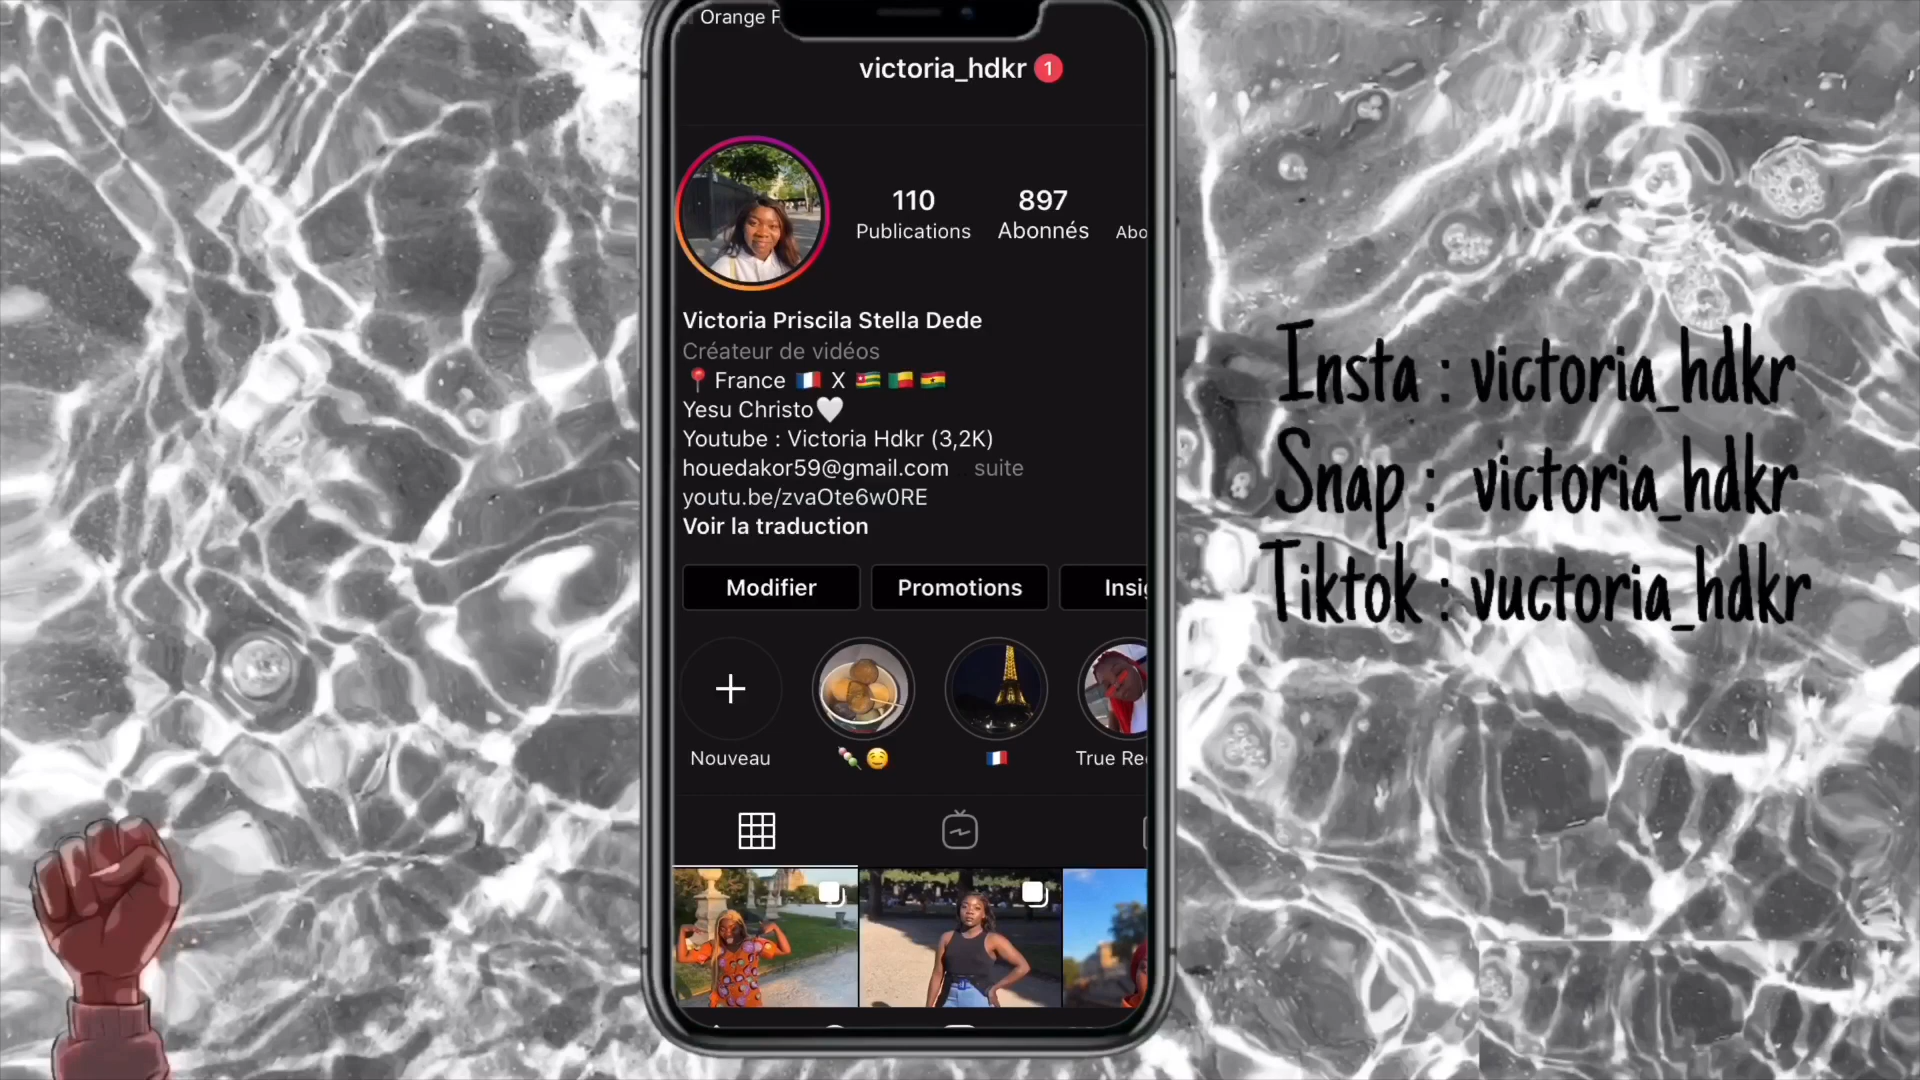 Orange F
victoria_hdkr 1
110 897
Publications Abonnés Abo
Victoria Priscila Stella Dede
Créateur de vidéos
📍 France 🇫🇷 X 🇹🇬 🇧🇯 🇬🇭
Yesu Christo🤍
Youtube : Victoria Hdkr (3,2K)
houedakor59@gmail.com suite
youtu.be/zvaOte6w0RE
Voir la traduction
Modifier Promotions Insi
Nouveau 🍡 🤤 🇫🇷 True Re
Insta : victoria_hdkr
Snap : victoria_hdkr
Tiktok : vuctoria_hdkr